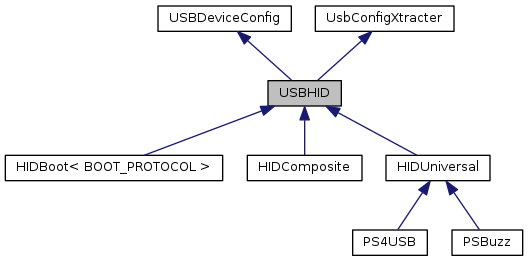 USBDeviceConfig
UsbConfigXtracter
USBHID
HIDBoot< BOOT_PROTOCOL >
HIDComposite
HIDUniversal
PS4USB
PSBuzz